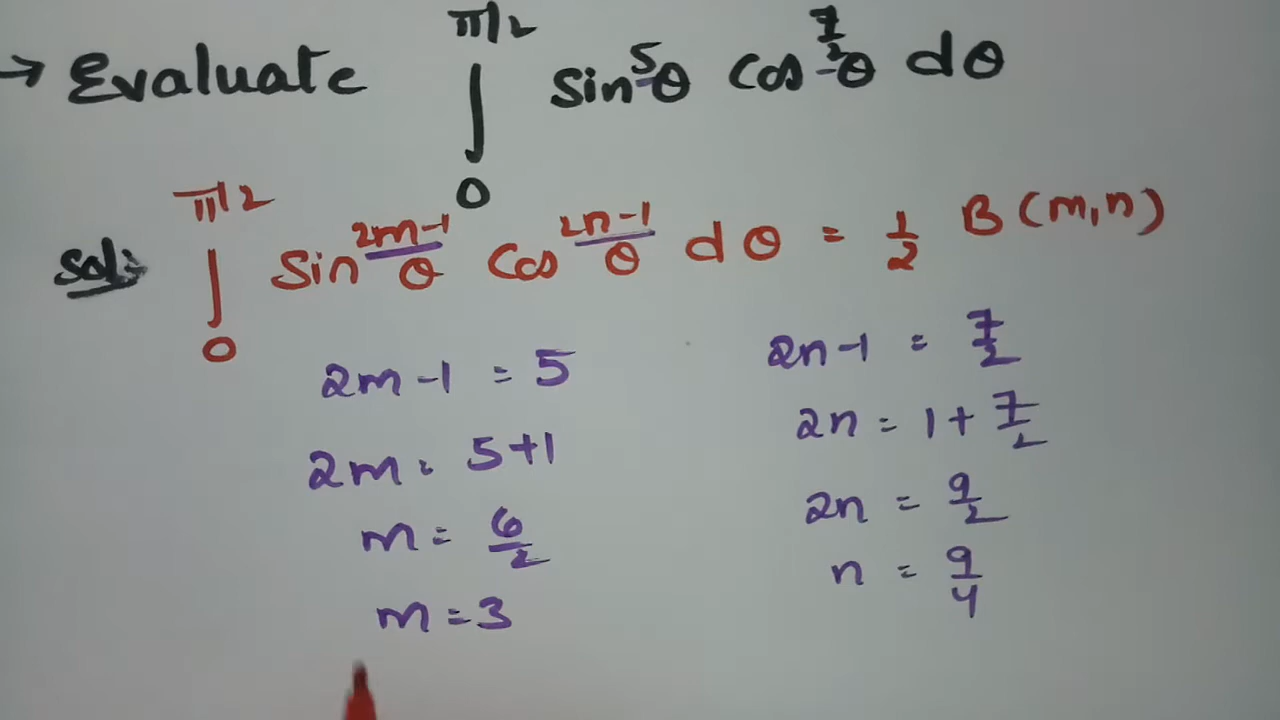 → Evaluate ∫₀^{π/2} sin⁵θ cos^{7/2}θ dθ
Sol: ∫₀^{π/2} sin^{2m-1}θ cos^{2n-1}θ dθ = 1/2 B(m,n)
2m-1 = 5
2m = 5+1
m = 6/2
m = 3
2n-1 = 7/2
2n = 1 + 7/2
2n = 9/2
n = 9/4